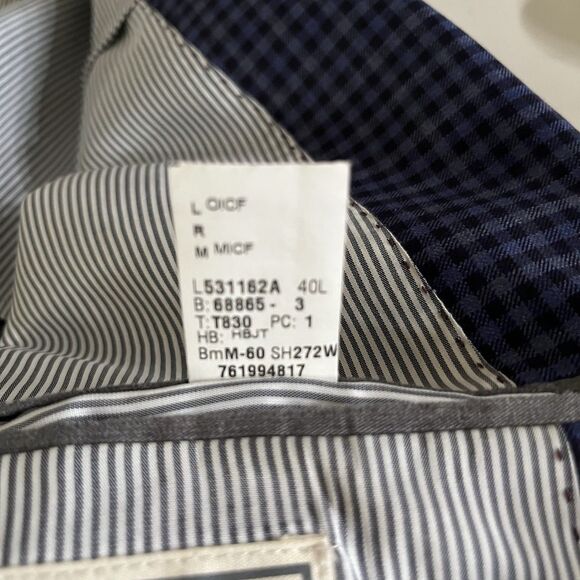 L OICF
R
M MICF
L531162A 40L
B: 68865 - 3
T: T830 PC: 1
HB: HBJT
BmM-60 SH272W
761994817